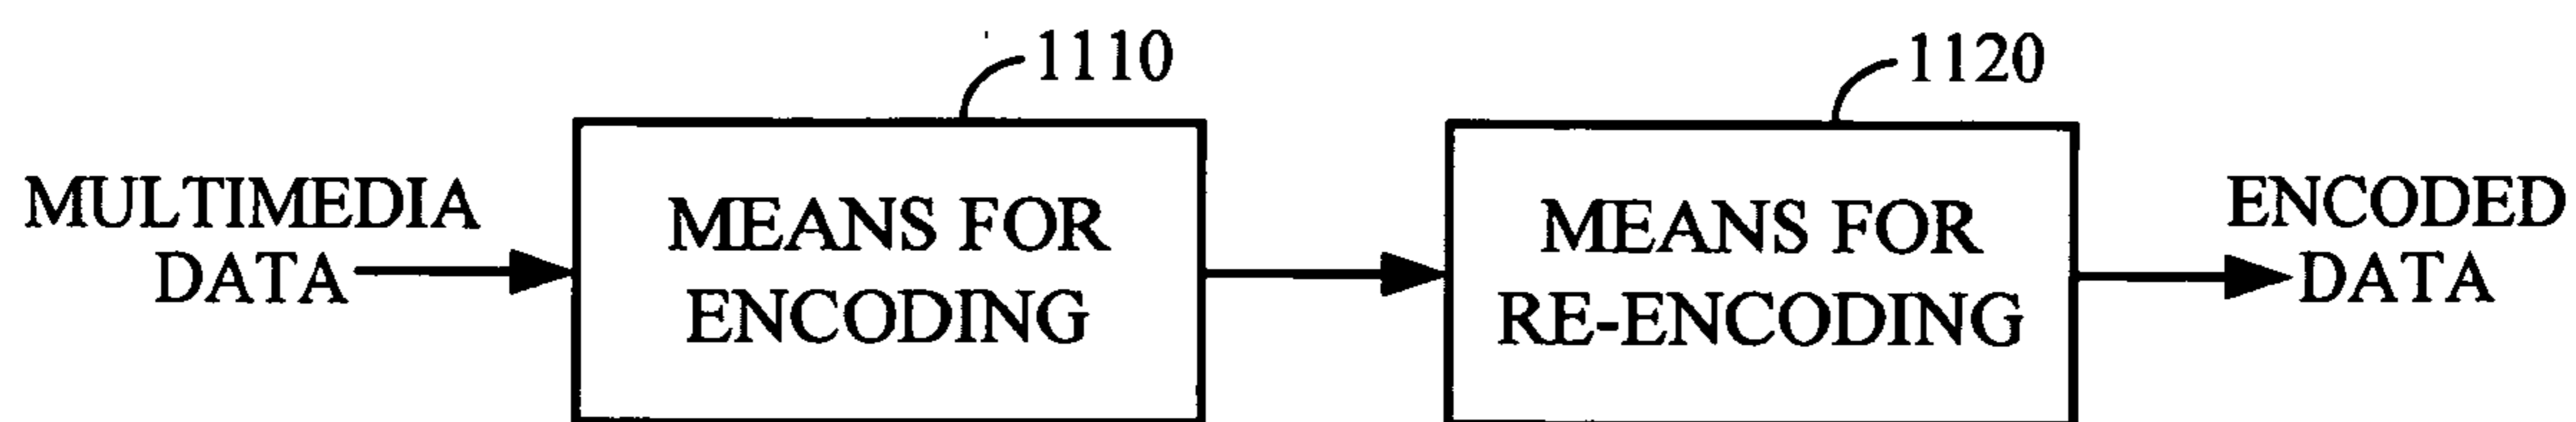 1110
1120
MULTIMEDIA
DATA
MEANS FOR
ENCODING
MEANS FOR
RE-ENCODING
ENCODED
DATA